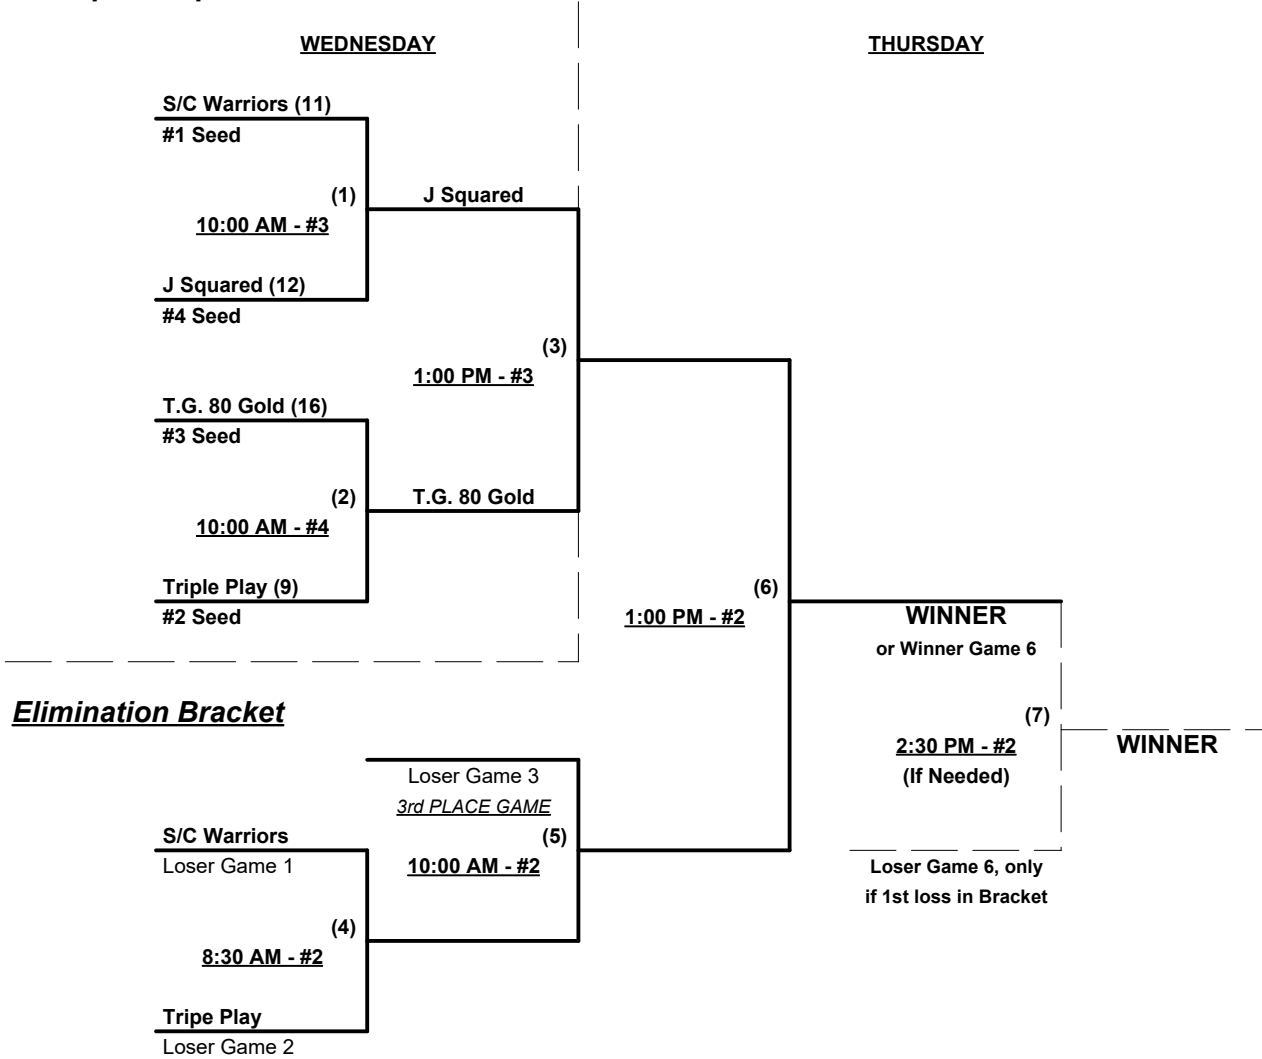 WEDNESDAY
THURSDAY
S/C Warriors (11)
#1 Seed
(1)
J Squared
10:00 AM - #3
J Squared (12)
#4 Seed
(3)
1:00 PM - #3
T.G. 80 Gold (16)
#3 Seed
(2)
T.G. 80 Gold
10:00 AM - #4
Triple Play (9)
#2 Seed
(6)
1:00 PM - #2
WINNER
or Winner Game 6
Elimination Bracket
(7)
2:30 PM - #2
(If Needed)
WINNER
Loser Game 3
3rd PLACE GAME
S/C Warriors
Loser Game 1
(5)
10:00 AM - #2
Loser Game 6, only
if 1st loss in Bracket
(4)
8:30 AM - #2
Tripe Play
Loser Game 2